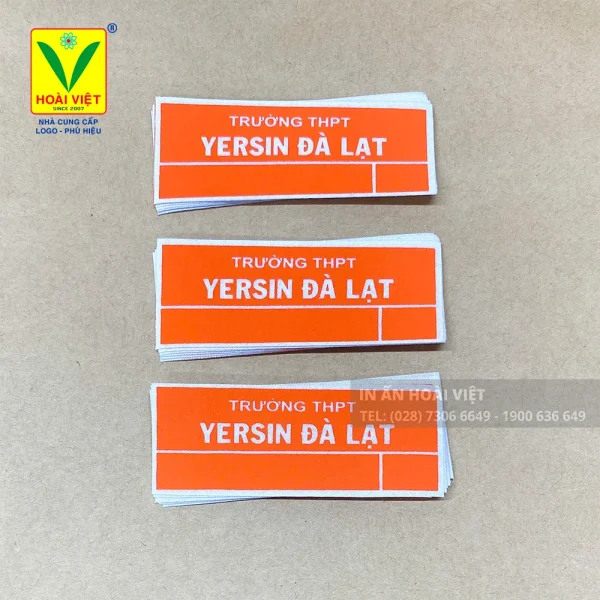 ®
HOÀI VIỆT
SINCE 2007
NHÀ CUNG CẤP
LOGO - PHÙ HIỆU
TRƯỜNG THPT
YERSIN ĐÀ LẠT
TRƯỜNG THPT
YERSIN ĐÀ LẠT
IN ẤN HOÀI VIỆT
TEL: (028) 7306 6649 - 1900 636 649
TRƯỜNG THPT
YERSIN ĐÀ LẠT